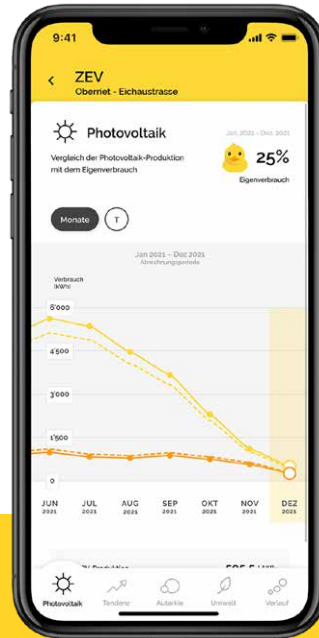 9:41
ZEV
Oberriet - Eichaustrasse
Photovoltaik
Vergleich der Photovoltaik-Produktion
mit dem Eigenverbrauch
Jan. 2021 - Dez. 2021
25%
Eigenverbrauch
Monate
T
Jan 2021 - Dez 2021
Abrechnungsperiode
Verbrauch
(kWh)
6'000
4'500
3'000
1'500
0
JUN JUL AUG SEP OKT NOV DEZ
2021 2021 2021 2021 2021 2021 2021
Photovoltaik Tendenz Autarkie Umwelt Verlauf